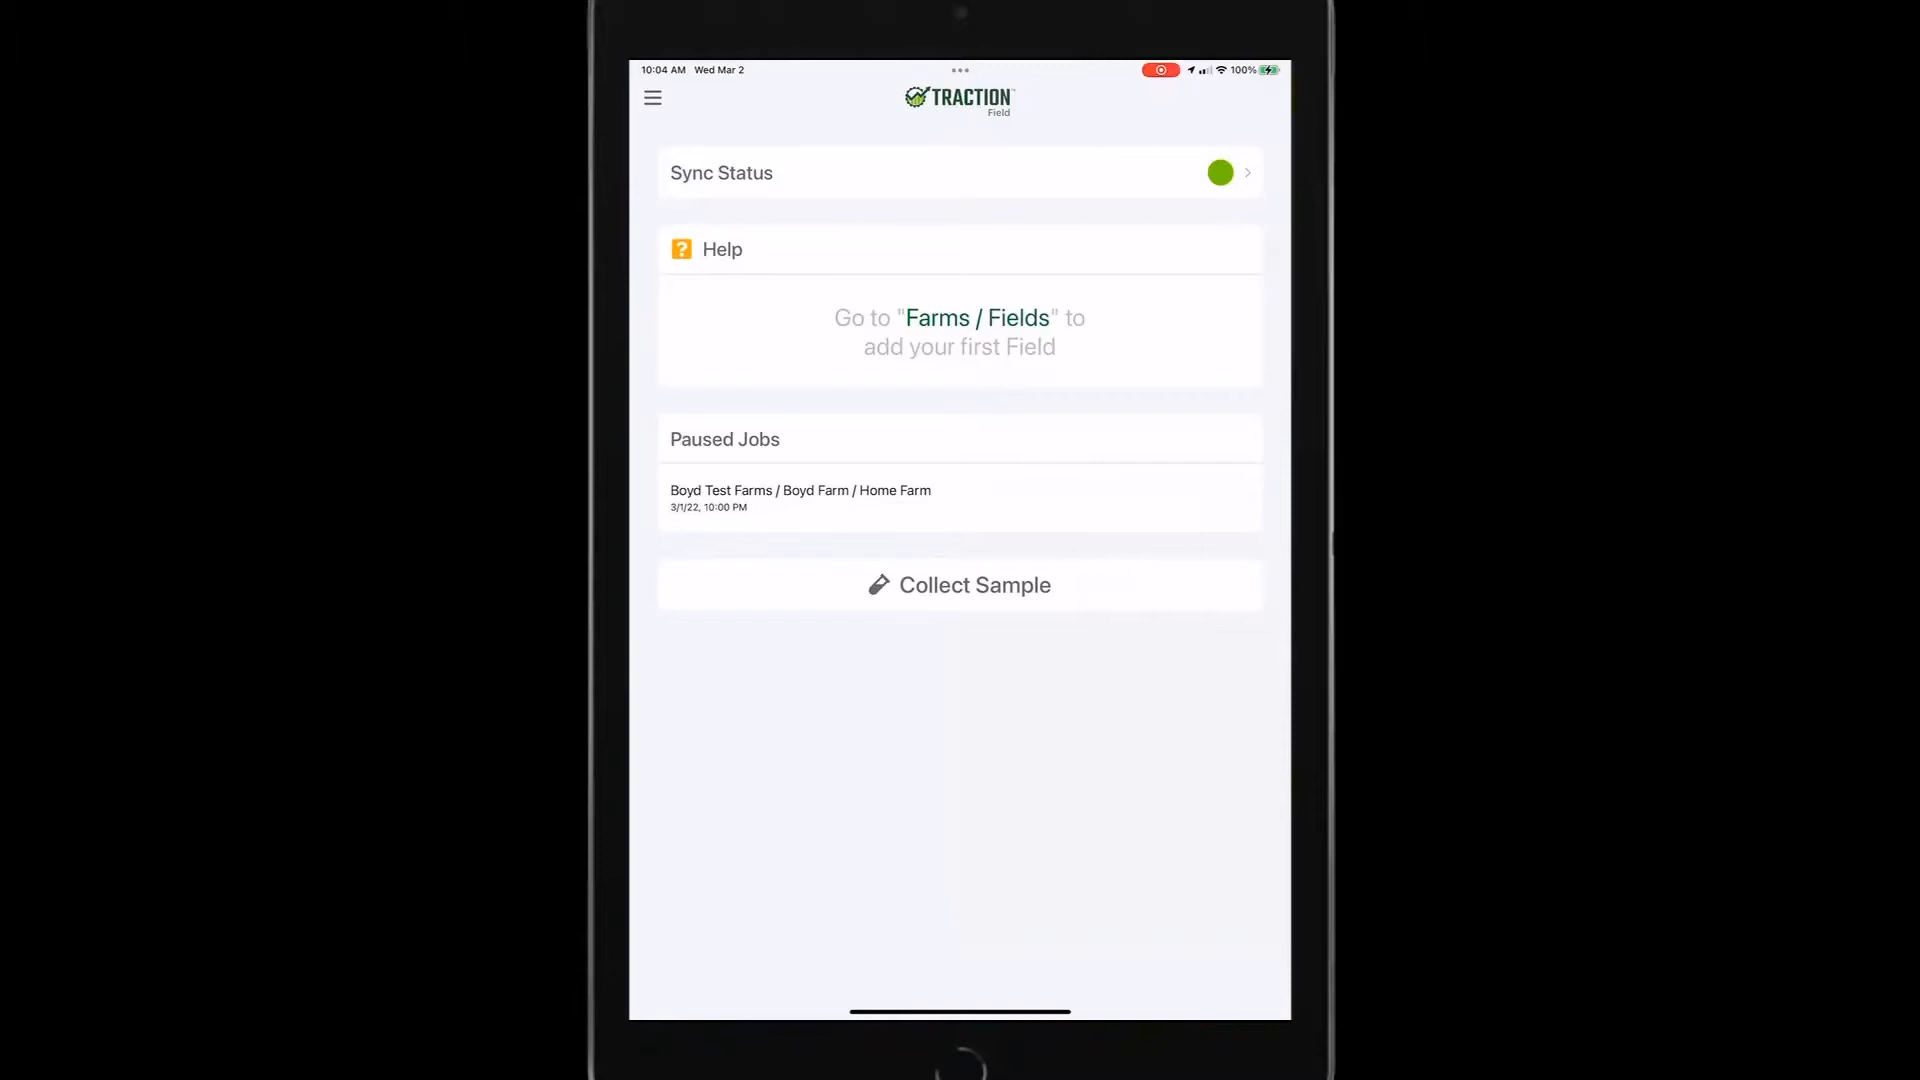 10:04 AM Wed Mar 2
100%
TRACTION
Field
Sync Status
? Help
Go to "Farms / Fields" to
add your first Field
Paused Jobs
Boyd Test Farms / Boyd Farm / Home Farm
3/1/22, 10:00 PM
Collect Sample